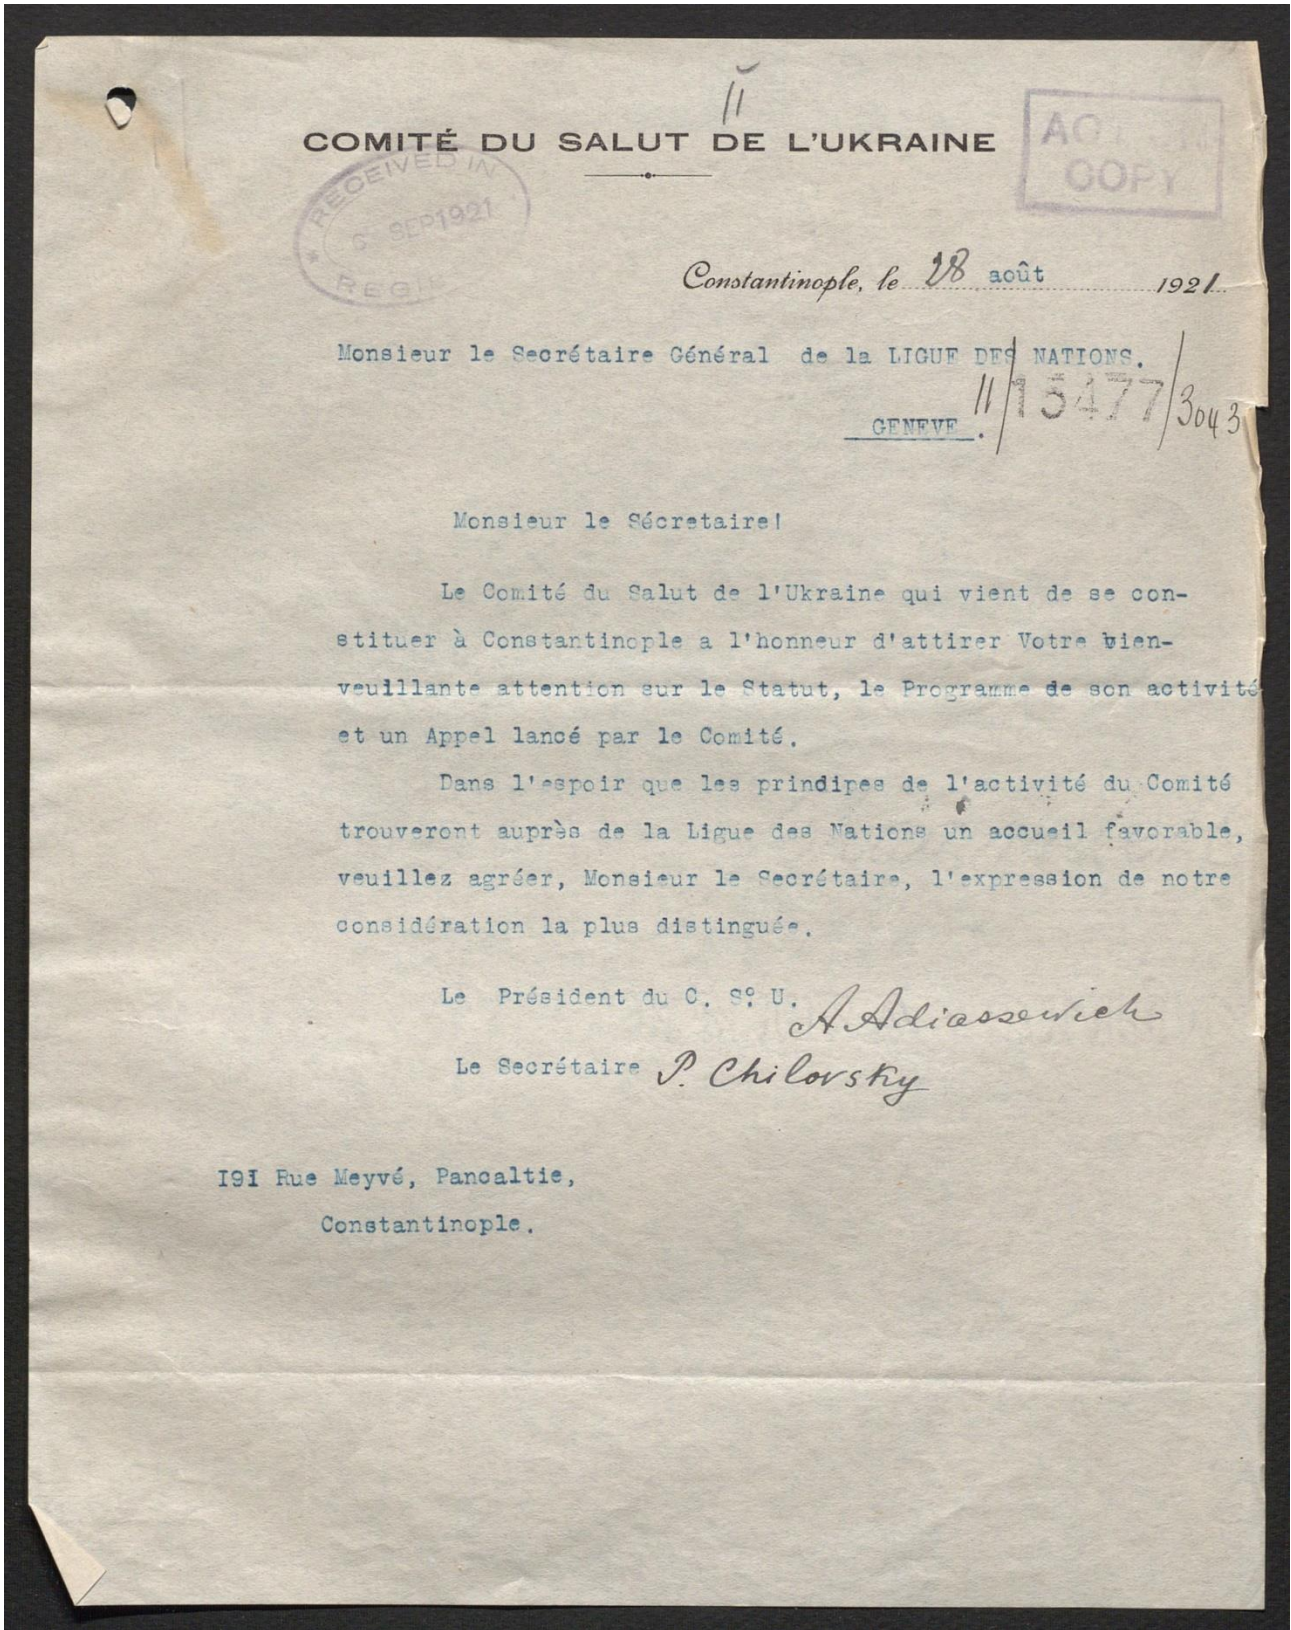 II
COMITÉ DU SALUT DE L'UKRAINE
COPY
RECEIVED IN
SEP 1921
Constantinople, le 28 août 1921
Monsieur le Secrétaire Général de la LIGUE DES NATIONS.
11/13477/3043
GENEVE.
Monsieur le Sécretaire!
Le Comité du Salut de l'Ukraine qui vient de se con-
stituer à Constantinople a l'honneur d'attirer Votre bien-
veuillante attention sur le Statut, le Programme de son activité
et un Appel lancé par le Comité.
Dans l'espoir que les prindipes de l'activité du Comité
trouveront auprès de la Ligue des Nations un accueil favorable,
veuillez agréer, Monsieur le Secrétaire, l'expression de notre
considération la plus distinguée.
Le Président du C. Sº. U. A Adiassewich
Le Secrétaire P. Chilovsky
I9I Rue Meyvé, Pancaltie,
Constantinople.